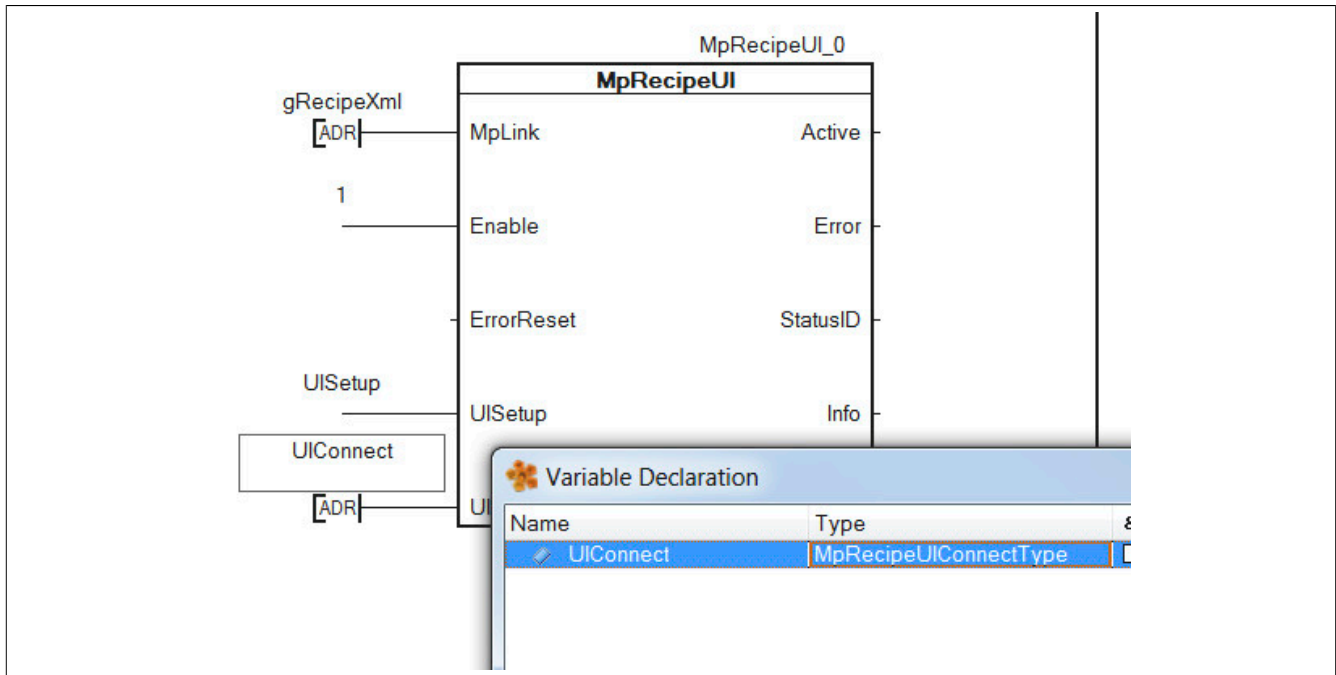 MpRecipeUI_0
MpRecipeUI
gRecipeXml
ADR
MpLink
Active
1
Enable
Error
ErrorReset
StatusID
UISetup
UISetup
Info
UIConnect
ADR
UI
Variable Declaration
Name
Type
&
UIConnect
MpRecipeUIConnectType